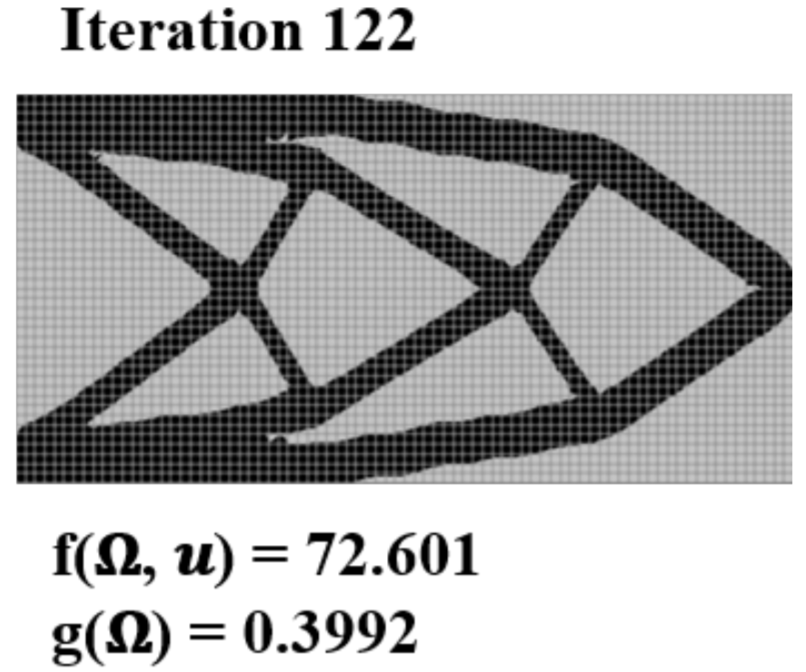 Iteration 122
f(Ω, u) = 72.601
g(Ω) = 0.3992